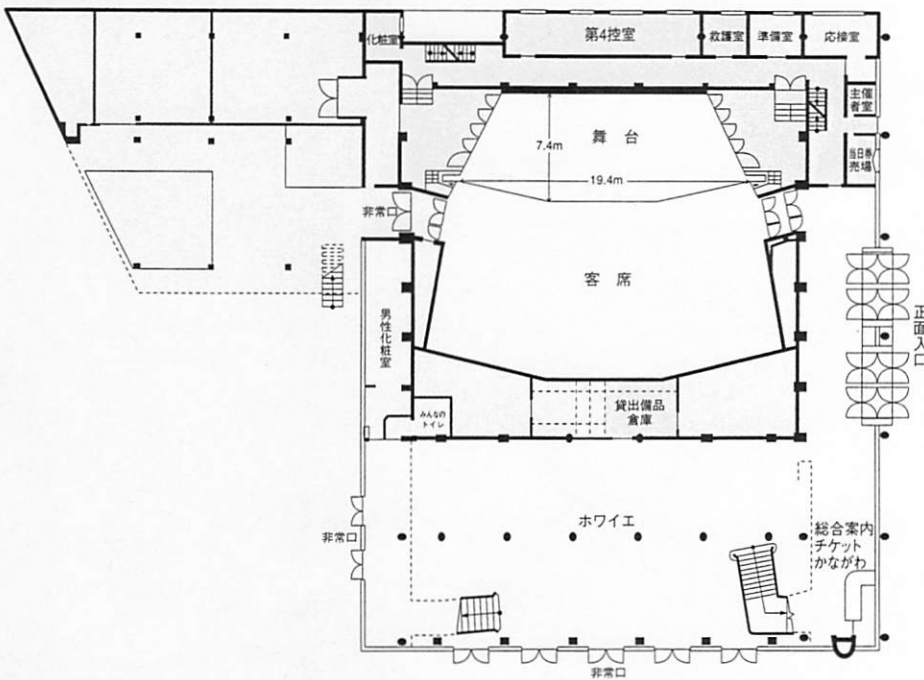 化粧室
第4控室
救護室
準備室
応接室
主催
者室
舞台
7.4m
19.4m
当日券
売場
非常口
客席
正面入口
男性化粧室
貸出備品
倉庫
みんなの
トイレ
ホワイエ
非常口
総合案内
チケット
かながわ
非常口